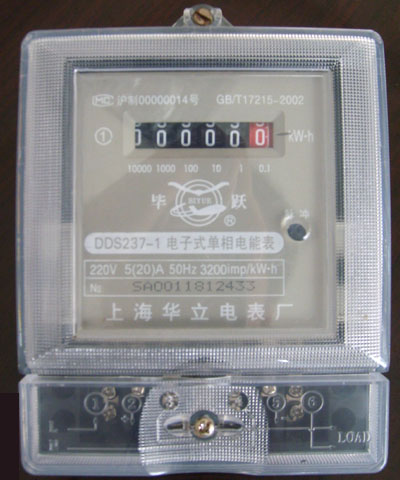 MC 沪制00000014号 GB/T17215-2002
① 000000 kW-h
10000 1000 100 10 1 0.1
华 跃
®
脉冲
DDS237-1 电子式单相电能表
220V 5(20)A 50Hz 3200imp/kW-h
№ SA0011812433
上海华立电表厂
① ② ⑤ ⑥
LOAD